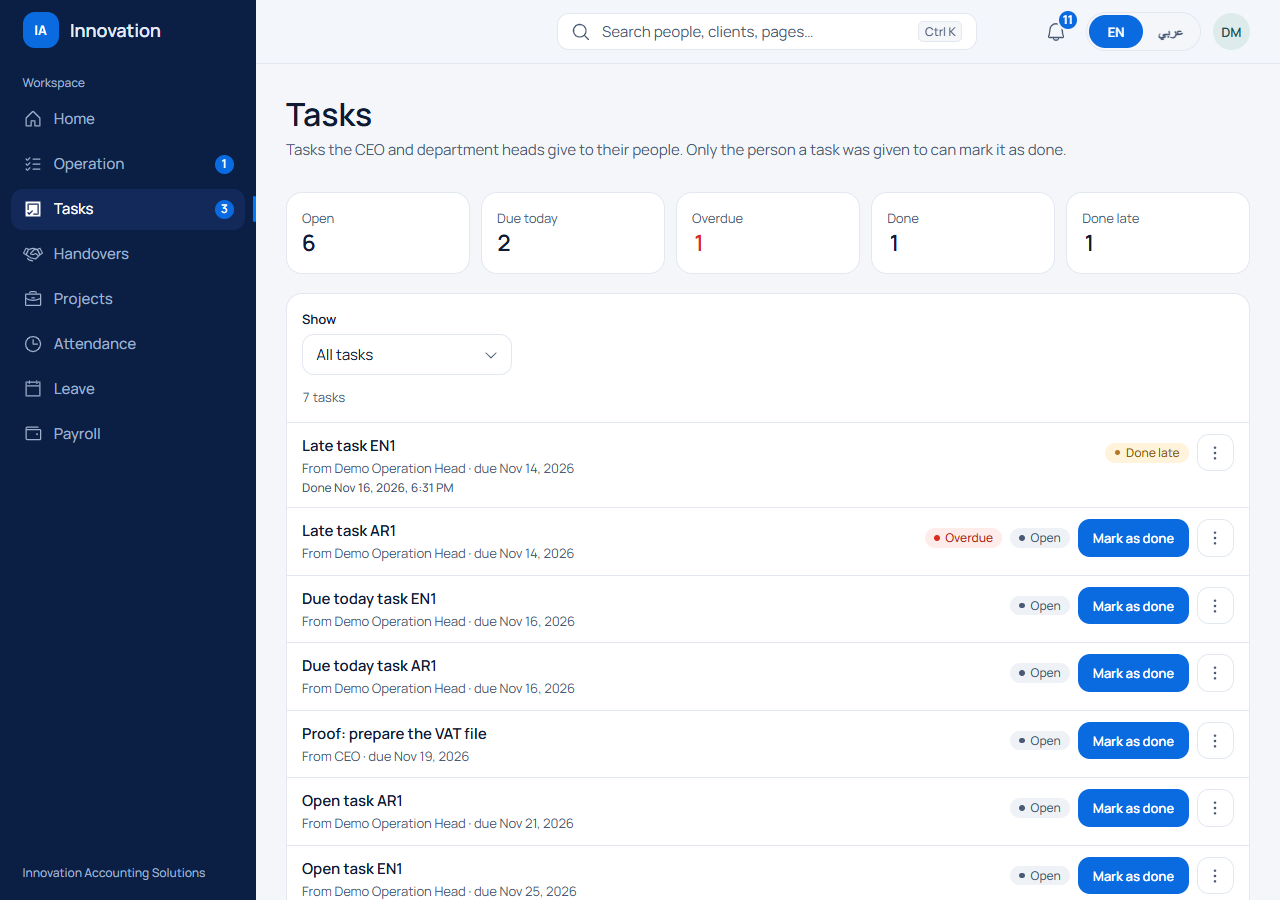 IA Innovation
Search people, clients, pages... Ctrl K
11
EN عربي
DM
Workspace
Home
Operation 1
Tasks 3
Handovers
Projects
Attendance
Leave
Payroll
Innovation Accounting Solutions
Tasks
Tasks the CEO and department heads give to their people. Only the person a task was given to can mark it as done.
Open
6
Due today
2
Overdue
1
Done
1
Done late
1
Show
All tasks
7 tasks
Late task EN1
From Demo Operation Head · due Nov 14, 2026
Done Nov 16, 2026, 6:31 PM
Done late
Late task AR1
From Demo Operation Head · due Nov 14, 2026
Overdue Open Mark as done
Due today task EN1
From Demo Operation Head · due Nov 16, 2026
Open Mark as done
Due today task AR1
From Demo Operation Head · due Nov 16, 2026
Open Mark as done
Proof: prepare the VAT file
From CEO · due Nov 19, 2026
Open Mark as done
Open task AR1
From Demo Operation Head · due Nov 21, 2026
Open Mark as done
Open task EN1
From Demo Operation Head · due Nov 25, 2026
Open Mark as done